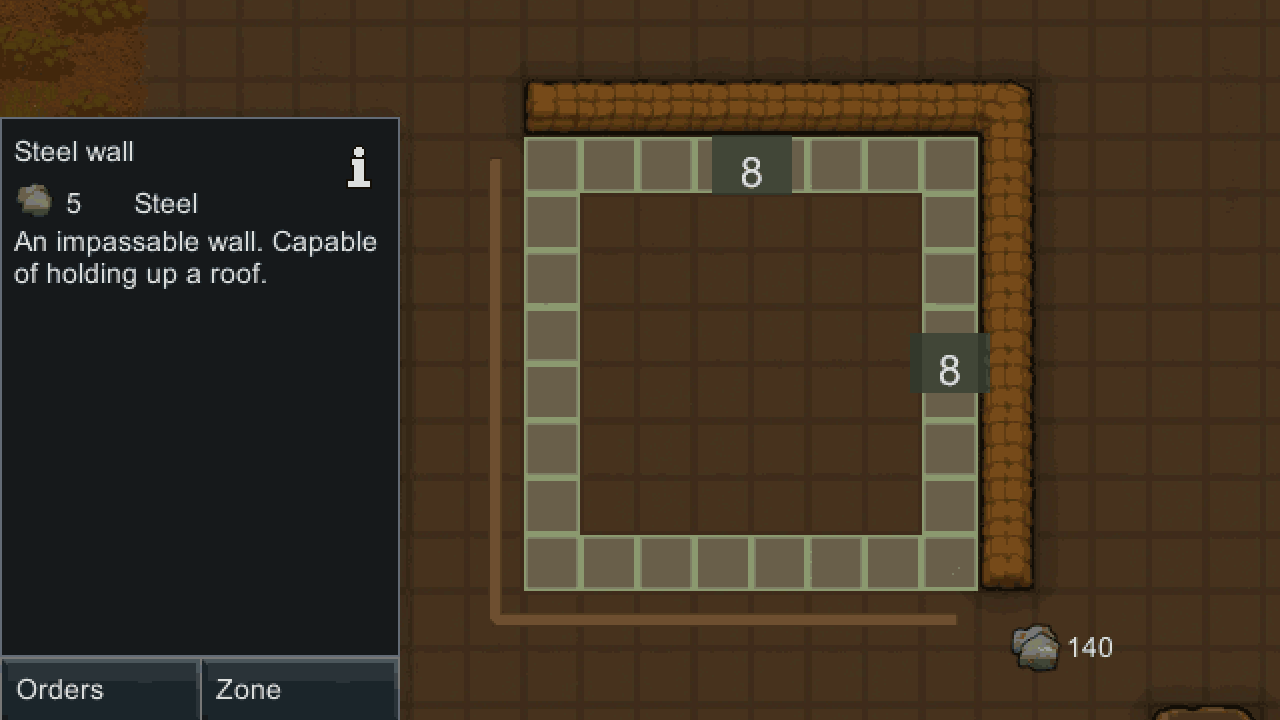 Steel wall
5 Steel
An impassable wall. Capable
of holding up a roof.
8
8
140
Orders
Zone